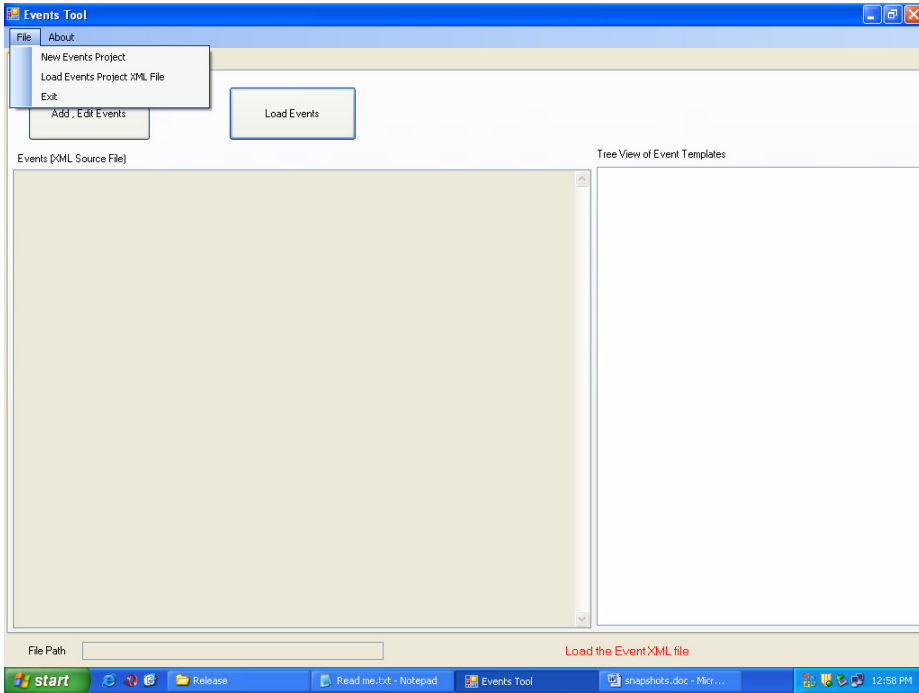 Events Tool
File About
New Events Project
Load Events Project XML File
Exit
Add , Edit Events
Load Events
Events (XML Source File)
Tree View of Event Templates
File Path
Load the Event XML file
start
Release
Read me.txt - Notepad
Events Tool
snapshots.doc - Micr...
12:58 PM